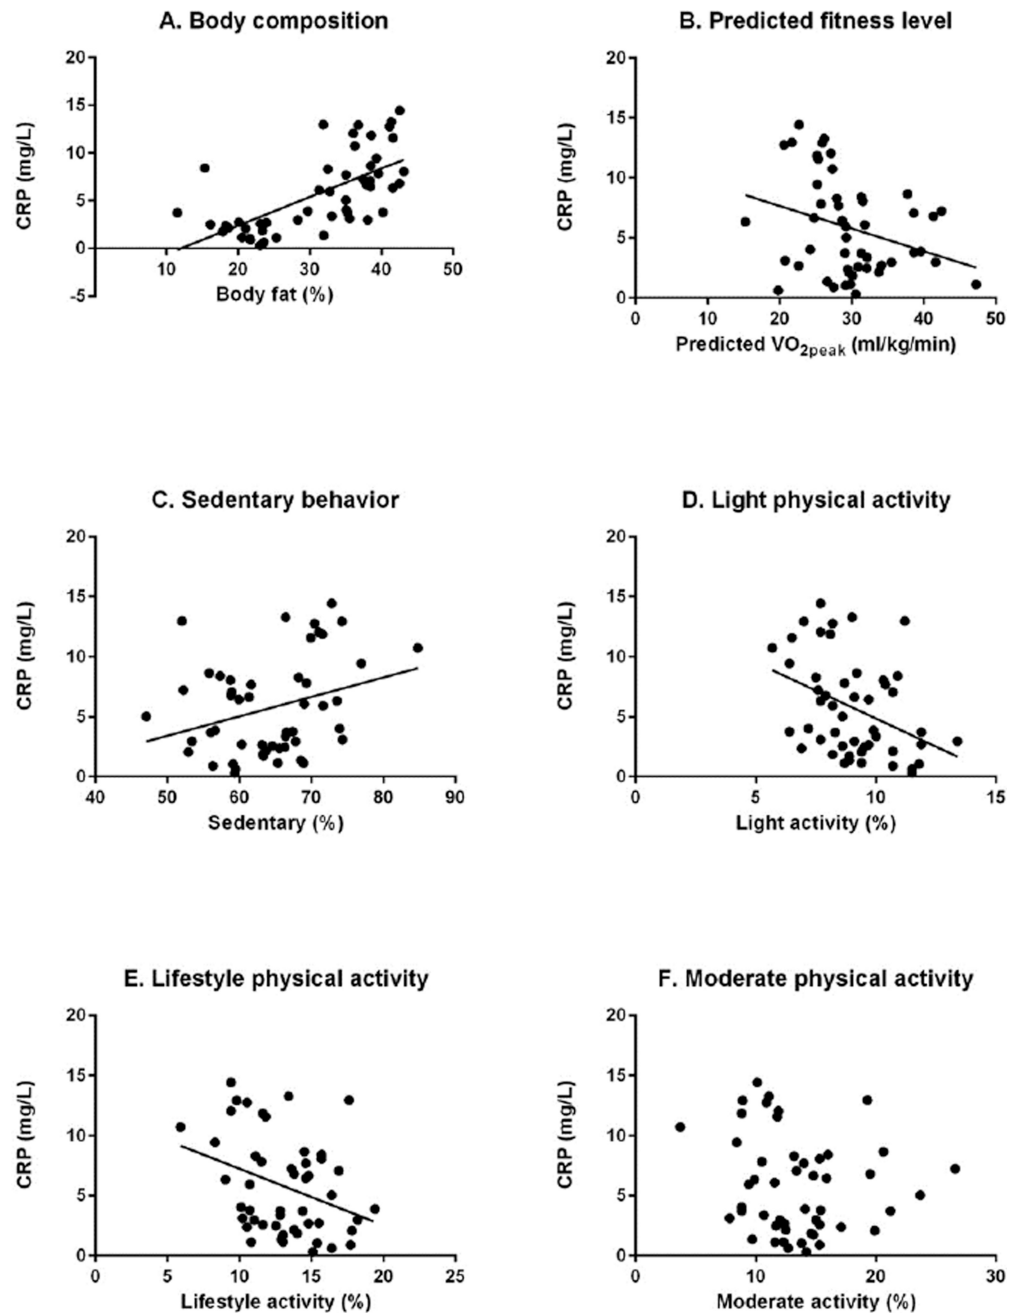 A. Body composition
20
15
10
5
0
-5
CRP (mg/L)
10 20 30 40 50
Body fat (%)
B. Predicted fitness level
20
15
10
5
0
CRP (mg/L)
0 10 20 30 40 50
Predicted VO2peak (ml/kg/min)
C. Sedentary behavior
20
15
10
5
0
CRP (mg/L)
40 50 60 70 80 90
Sedentary (%)
D. Light physical activity
20
15
10
5
0
CRP (mg/L)
0 5 10 15
Light activity (%)
E. Lifestyle physical activity
20
15
10
5
0
CRP (mg/L)
0 5 10 15 20 25
Lifestyle activity (%)
F. Moderate physical activity
20
15
10
5
0
CRP (mg/L)
0 10 20 30
Moderate activity (%)